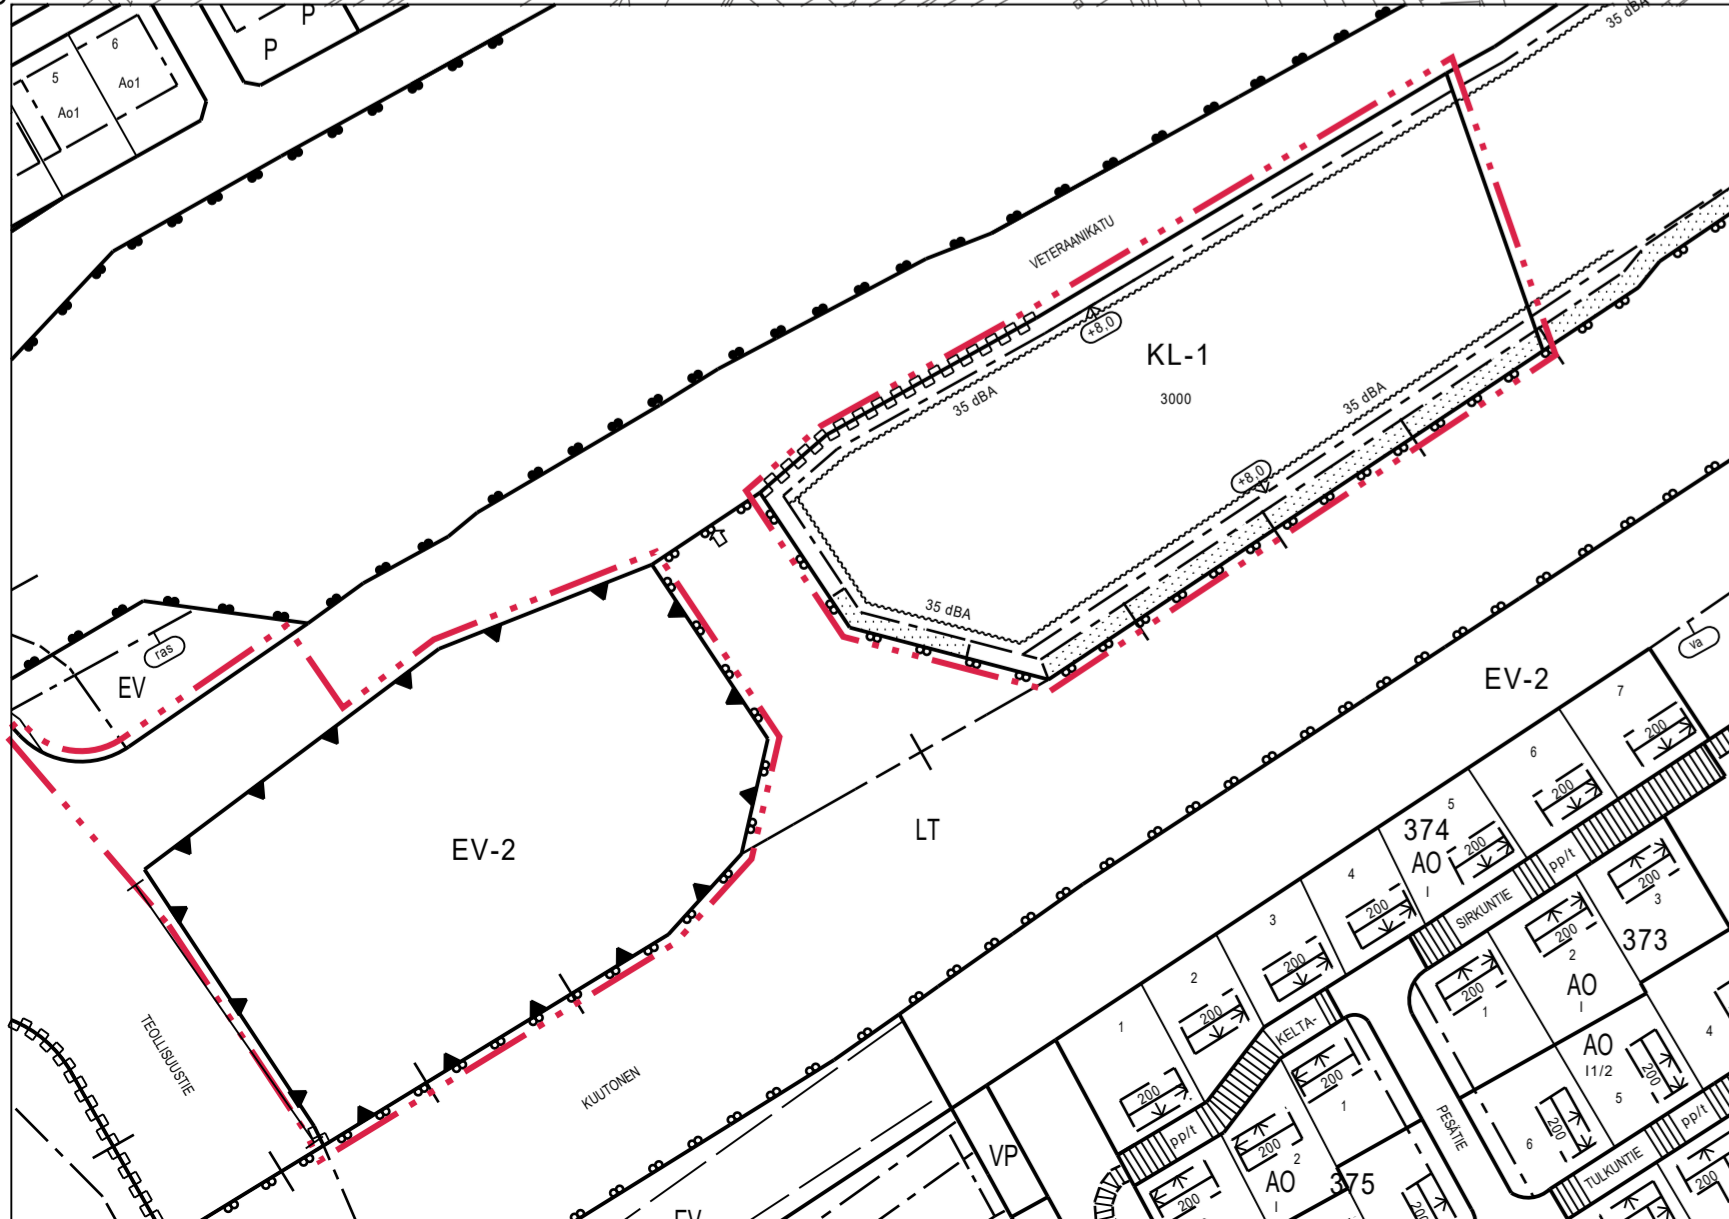 P
P
6
5
Ao1
Ao1
35 dBA
VETERAANIKATU
+8,0
KL-1
3000
35 dBA
35 dBA
+8,0
35 dBA
ras
EV
va
EV-2
7
200
6
200
5
374
AO
I
200
pp/t
4
200
SIRKUNTIE
200
3
LT
EV-2
3
200
200
2
373
2
200
200
1
AO
I
1
KELTA-
4
AO
I1/2
200
5
TEOLLISUUSTIE
KUUTONEN
200
200
1
PESÄTIE
200
6
pp/t
pp/t
VP
200
2
AO
I
375
TULKUNTIE
200
200
200
200
EV